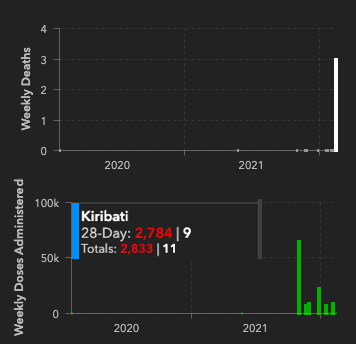 Weekly Deaths
4
3
2
1
0
2020
2021
Weekly Doses Administered
100k
50k
0
Kiribati
28-Day: 2,784 | 9
Totals: 2,833 | 11
2020
2021